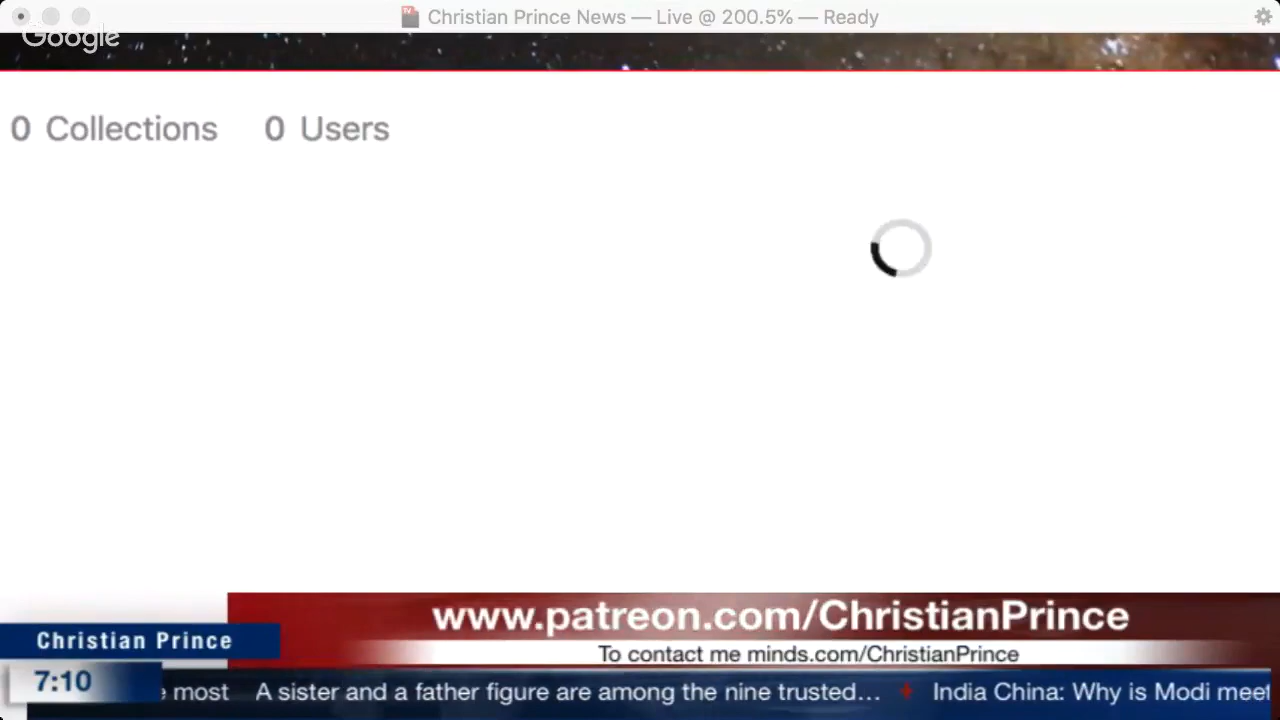 Christian Prince News — Live @ 200.5% — Ready
Google
0 Collections 0 Users
www.patreon.com/ChristianPrince
Christian Prince
To contact me minds.com/ChristianPrince
7:10
most A sister and a father figure are among the nine trusted... India China: Why is Modi meet